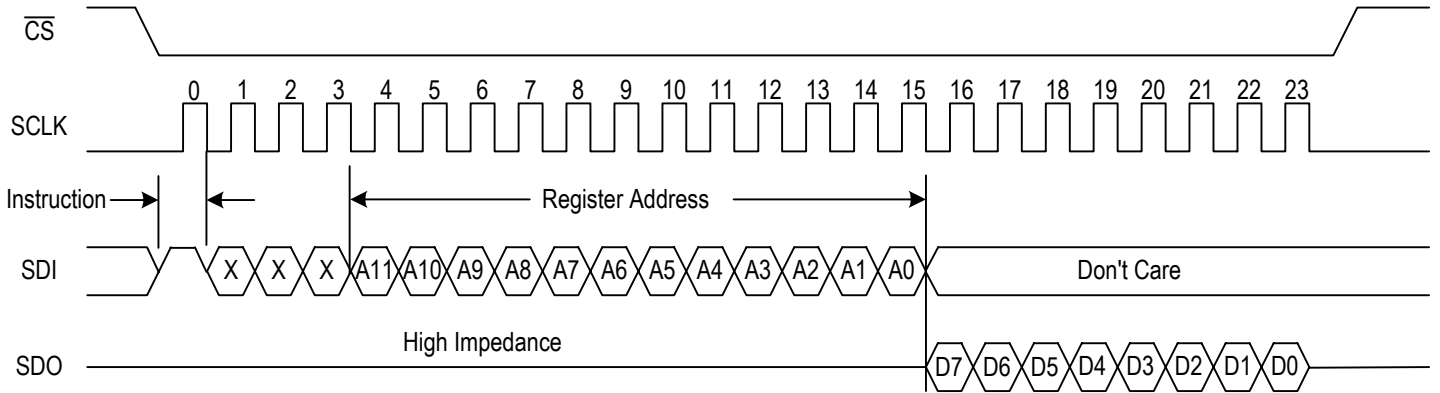 CS
0 1 2 3 4 5 6 7 8 9 10 11 12 13 14 15 16 17 18 19 20 21 22 23
SCLK
Instruction
Register Address
SDI
X X X A11 A10 A9 A8 A7 A6 A5 A4 A3 A2 A1 A0 Don't Care
High Impedance
SDO
D7 D6 D5 D4 D3 D2 D1 D0